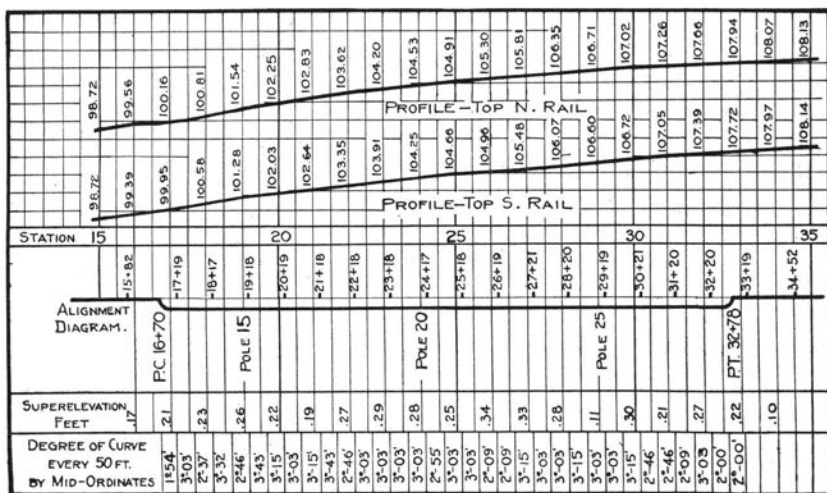 98.72 99.56 100.16 100.81 101.54 102.25 102.83 103.62 104.20 104.53 104.91 105.30 105.81 106.35 106.71 107.02 107.26 107.66 107.94 108.07 108.13
PROFILE–TOP N. RAIL
98.72 99.39 99.95 100.58 101.28 102.03 102.64 103.35 103.91 104.25 104.66 104.96 105.48 106.07 106.60 106.72 107.05 107.39 107.72 107.97 108.14
PROFILE–TOP S. RAIL
STATION 15 20 25 30 35
15+82 17+19 18+17 19+18 20+19 21+18 22+18 23+18 24+17 25+18 26+19 27+21 28+20 29+19 30+21 31+20 32+20 33+19 34+52
ALIGNMENT
DIAGRAM.
P.C. 16+70 POLE 15 POLE 20 POLE 25 P.T. 32+78
SUPERELEVATION
FEET
.17 .21 .23 .26 .22 .19 .27 .29 .28 .25 .34 .33 .28 .11 .30 .21 .27 .22 .10
DEGREE OF CURVE
EVERY 50 FT.
BY MID-ORDINATES
1°-54' 3°-03' 2°-37' 3°-32' 2°-46' 3°-43' 3°-15' 3°-03' 3°-15' 3°-43' 2°-46' 3°-03' 3°-03' 3°-03' 2°-55' 3°-03' 2°-09' 2°-09' 3°-15' 3°-03' 3°-03' 3°-15' 3°-03' 3°-03' 3°-15' 2°-46' 2°-46' 2°-09' 3°-03 2°-00' 2°-00'